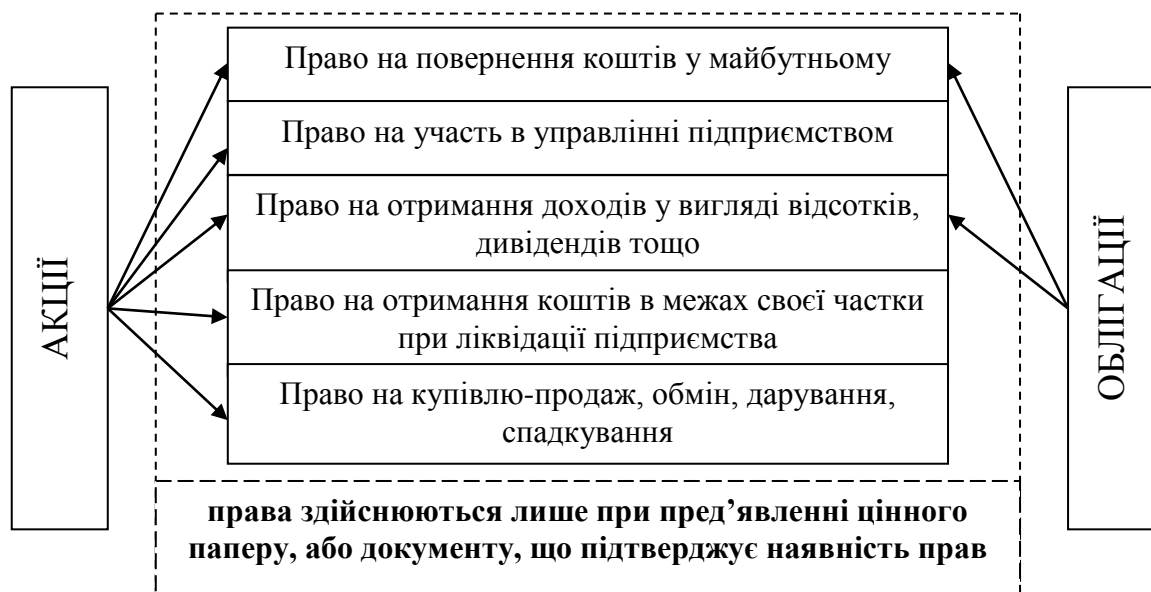 АКЦІЇ
Право на повернення коштів у майбутньому
Право на участь в управлінні підприємством
Право на отримання доходів у вигляді відсотків,
дивідендів тощо
Право на отримання коштів в межах своєї частки
при ліквідації підприємства
Право на купівлю-продаж, обмін, дарування,
спадкування
права здійснюються лише при пред’явленні цінного
паперу, або документу, що підтверджує наявність прав
ОБЛІГАЦІЇ